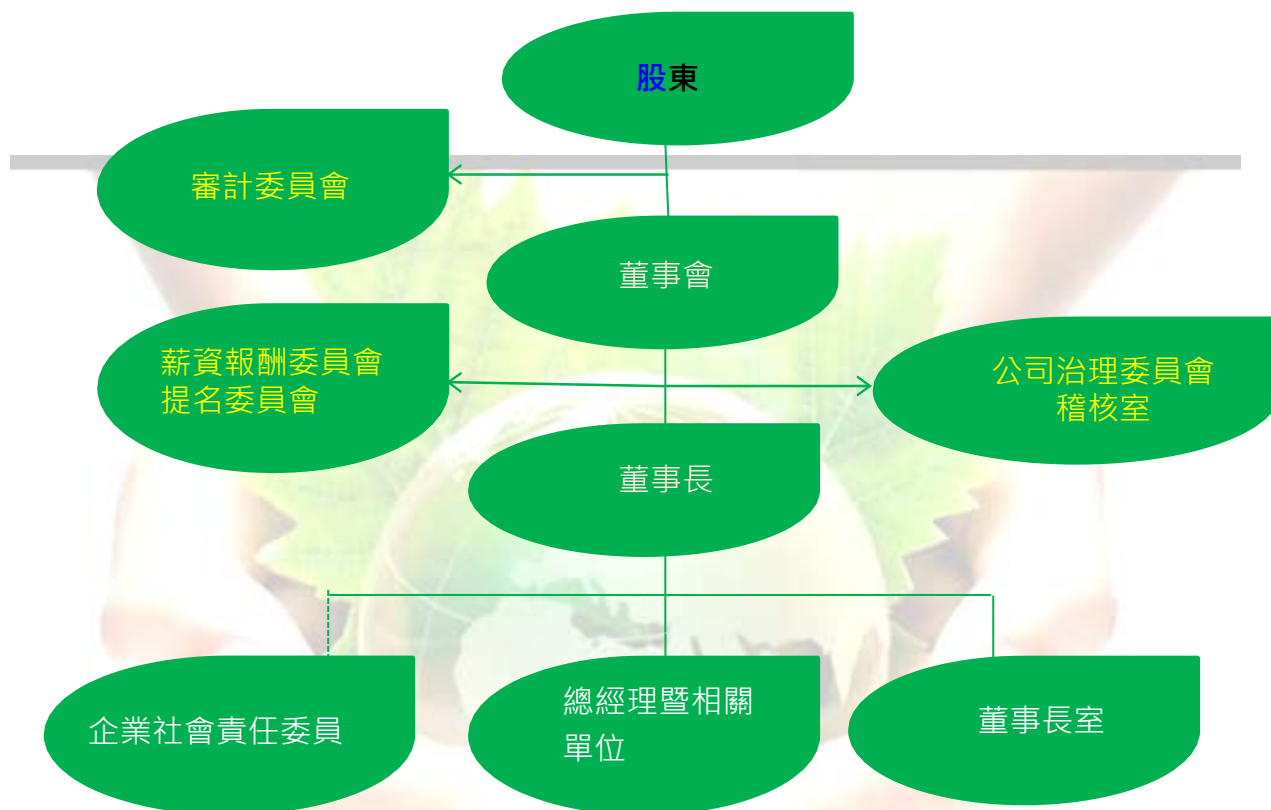 股東
審計委員會
董事會
薪資報酬委員會
提名委員會
公司治理委員會
稽核室
董事長
企業社會責任委員
總經理暨相關
單位
董事長室